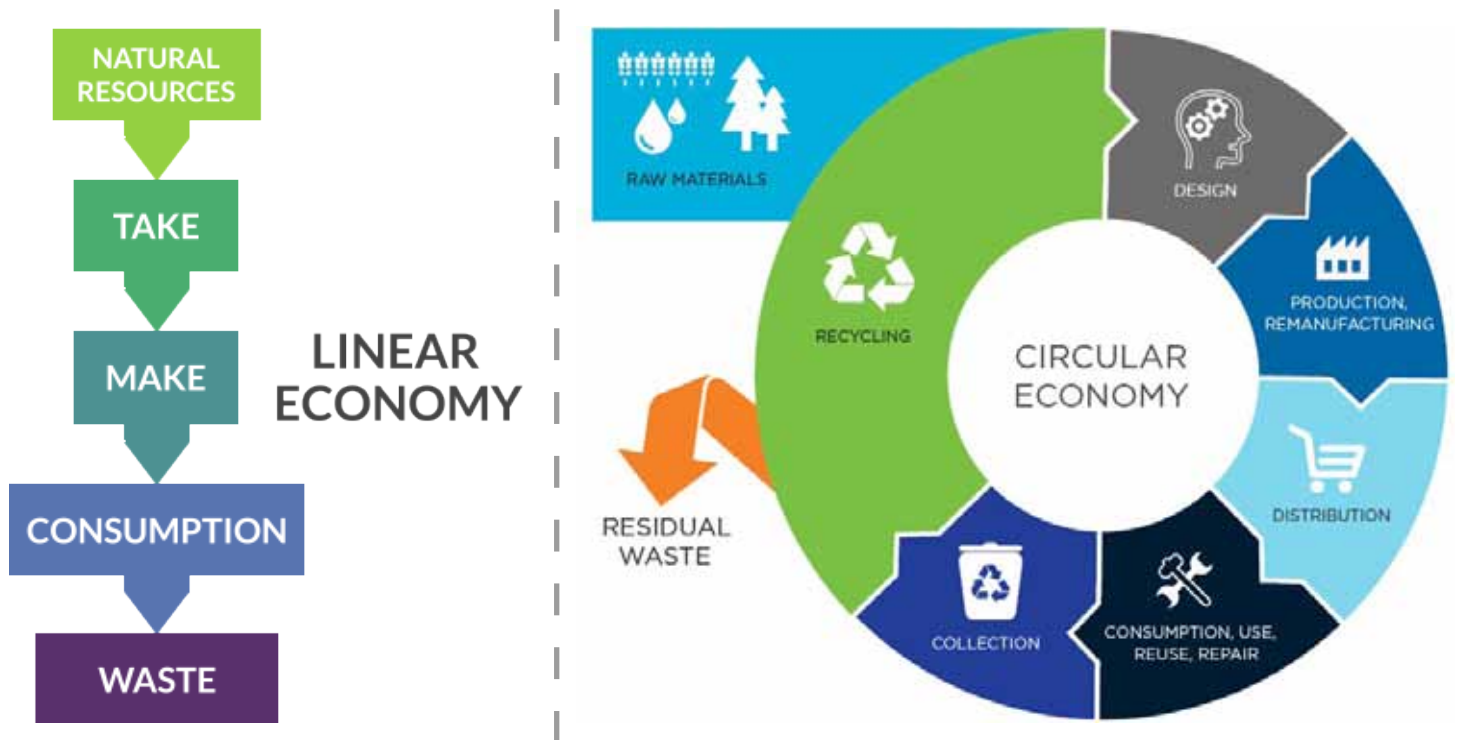 NATURAL
RESOURCES
TAKE
MAKE
CONSUMPTION
WASTE
LINEAR
ECONOMY
RAW MATERIALS
RECYCLING
RESIDUAL
WASTE
CIRCULAR
ECONOMY
DESIGN
PRODUCTION,
REMANUFACTURING
DISTRIBUTION
CONSUMPTION, USE,
REUSE, REPAIR
COLLECTION